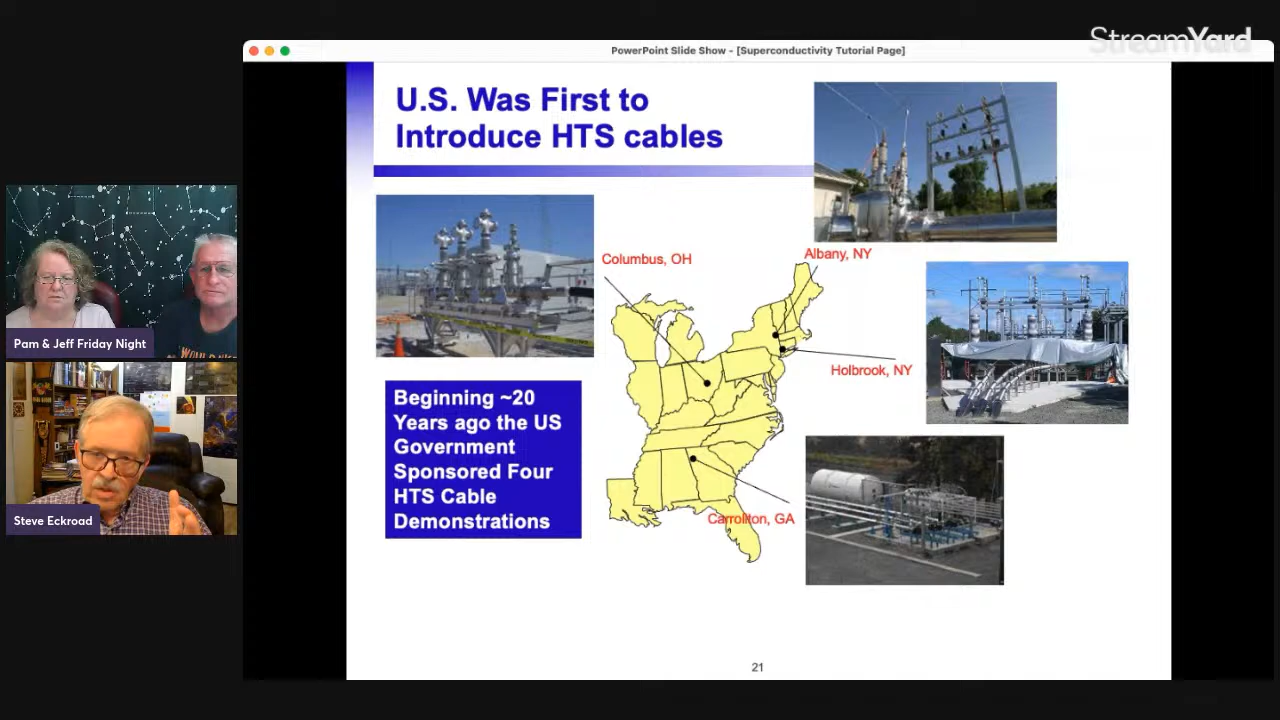 StreamYard
PowerPoint Slide Show - [Superconductivity Tutorial Page]
U.S. Was First to
Introduce HTS cables
Columbus, OH
Albany, NY
Holbrook, NY
Carrollton, GA
Beginning ~20
Years ago the US
Government
Sponsored Four
HTS Cable
Demonstrations
21
Pam & Jeff Friday Night
Steve Eckroad